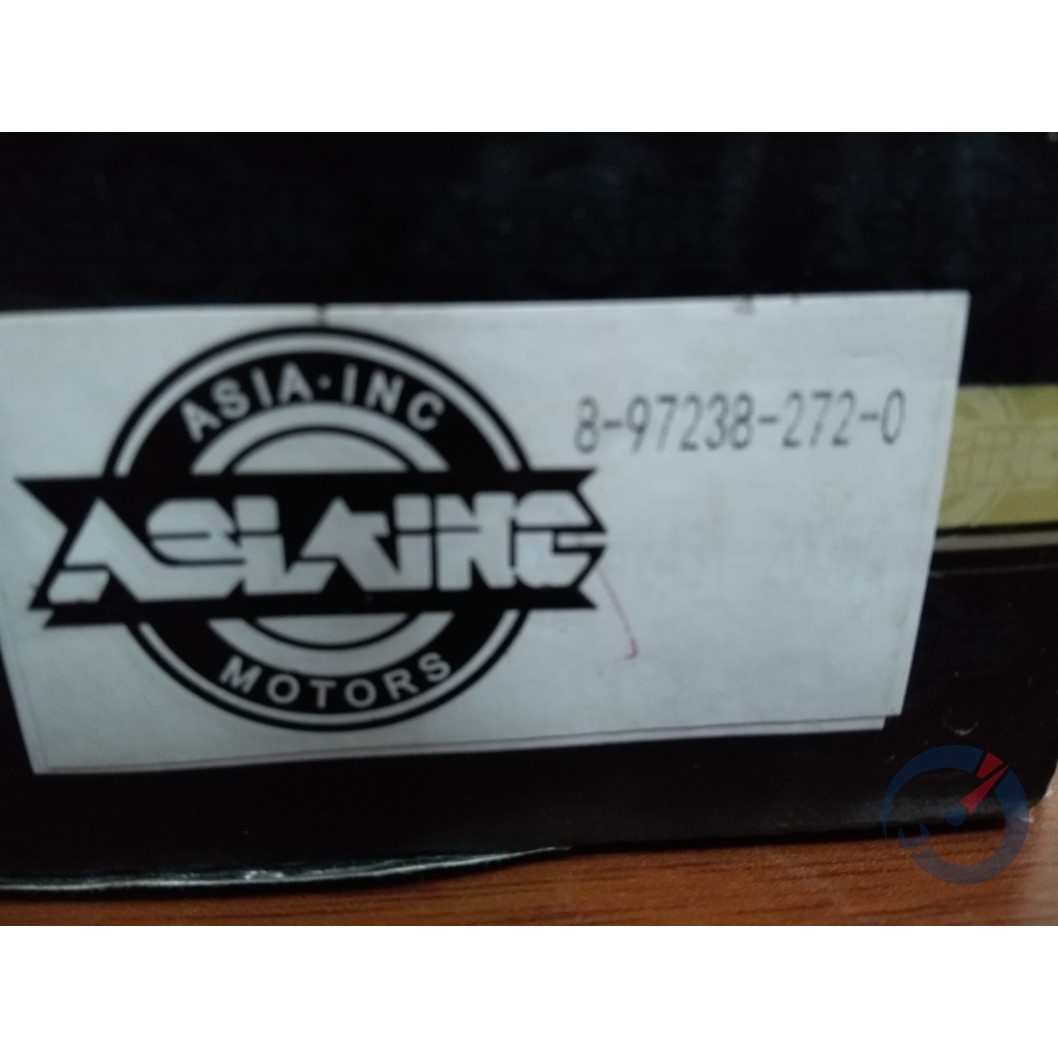 ASIA·INC
ASIAINC
MOTORS
8-97238-272-0